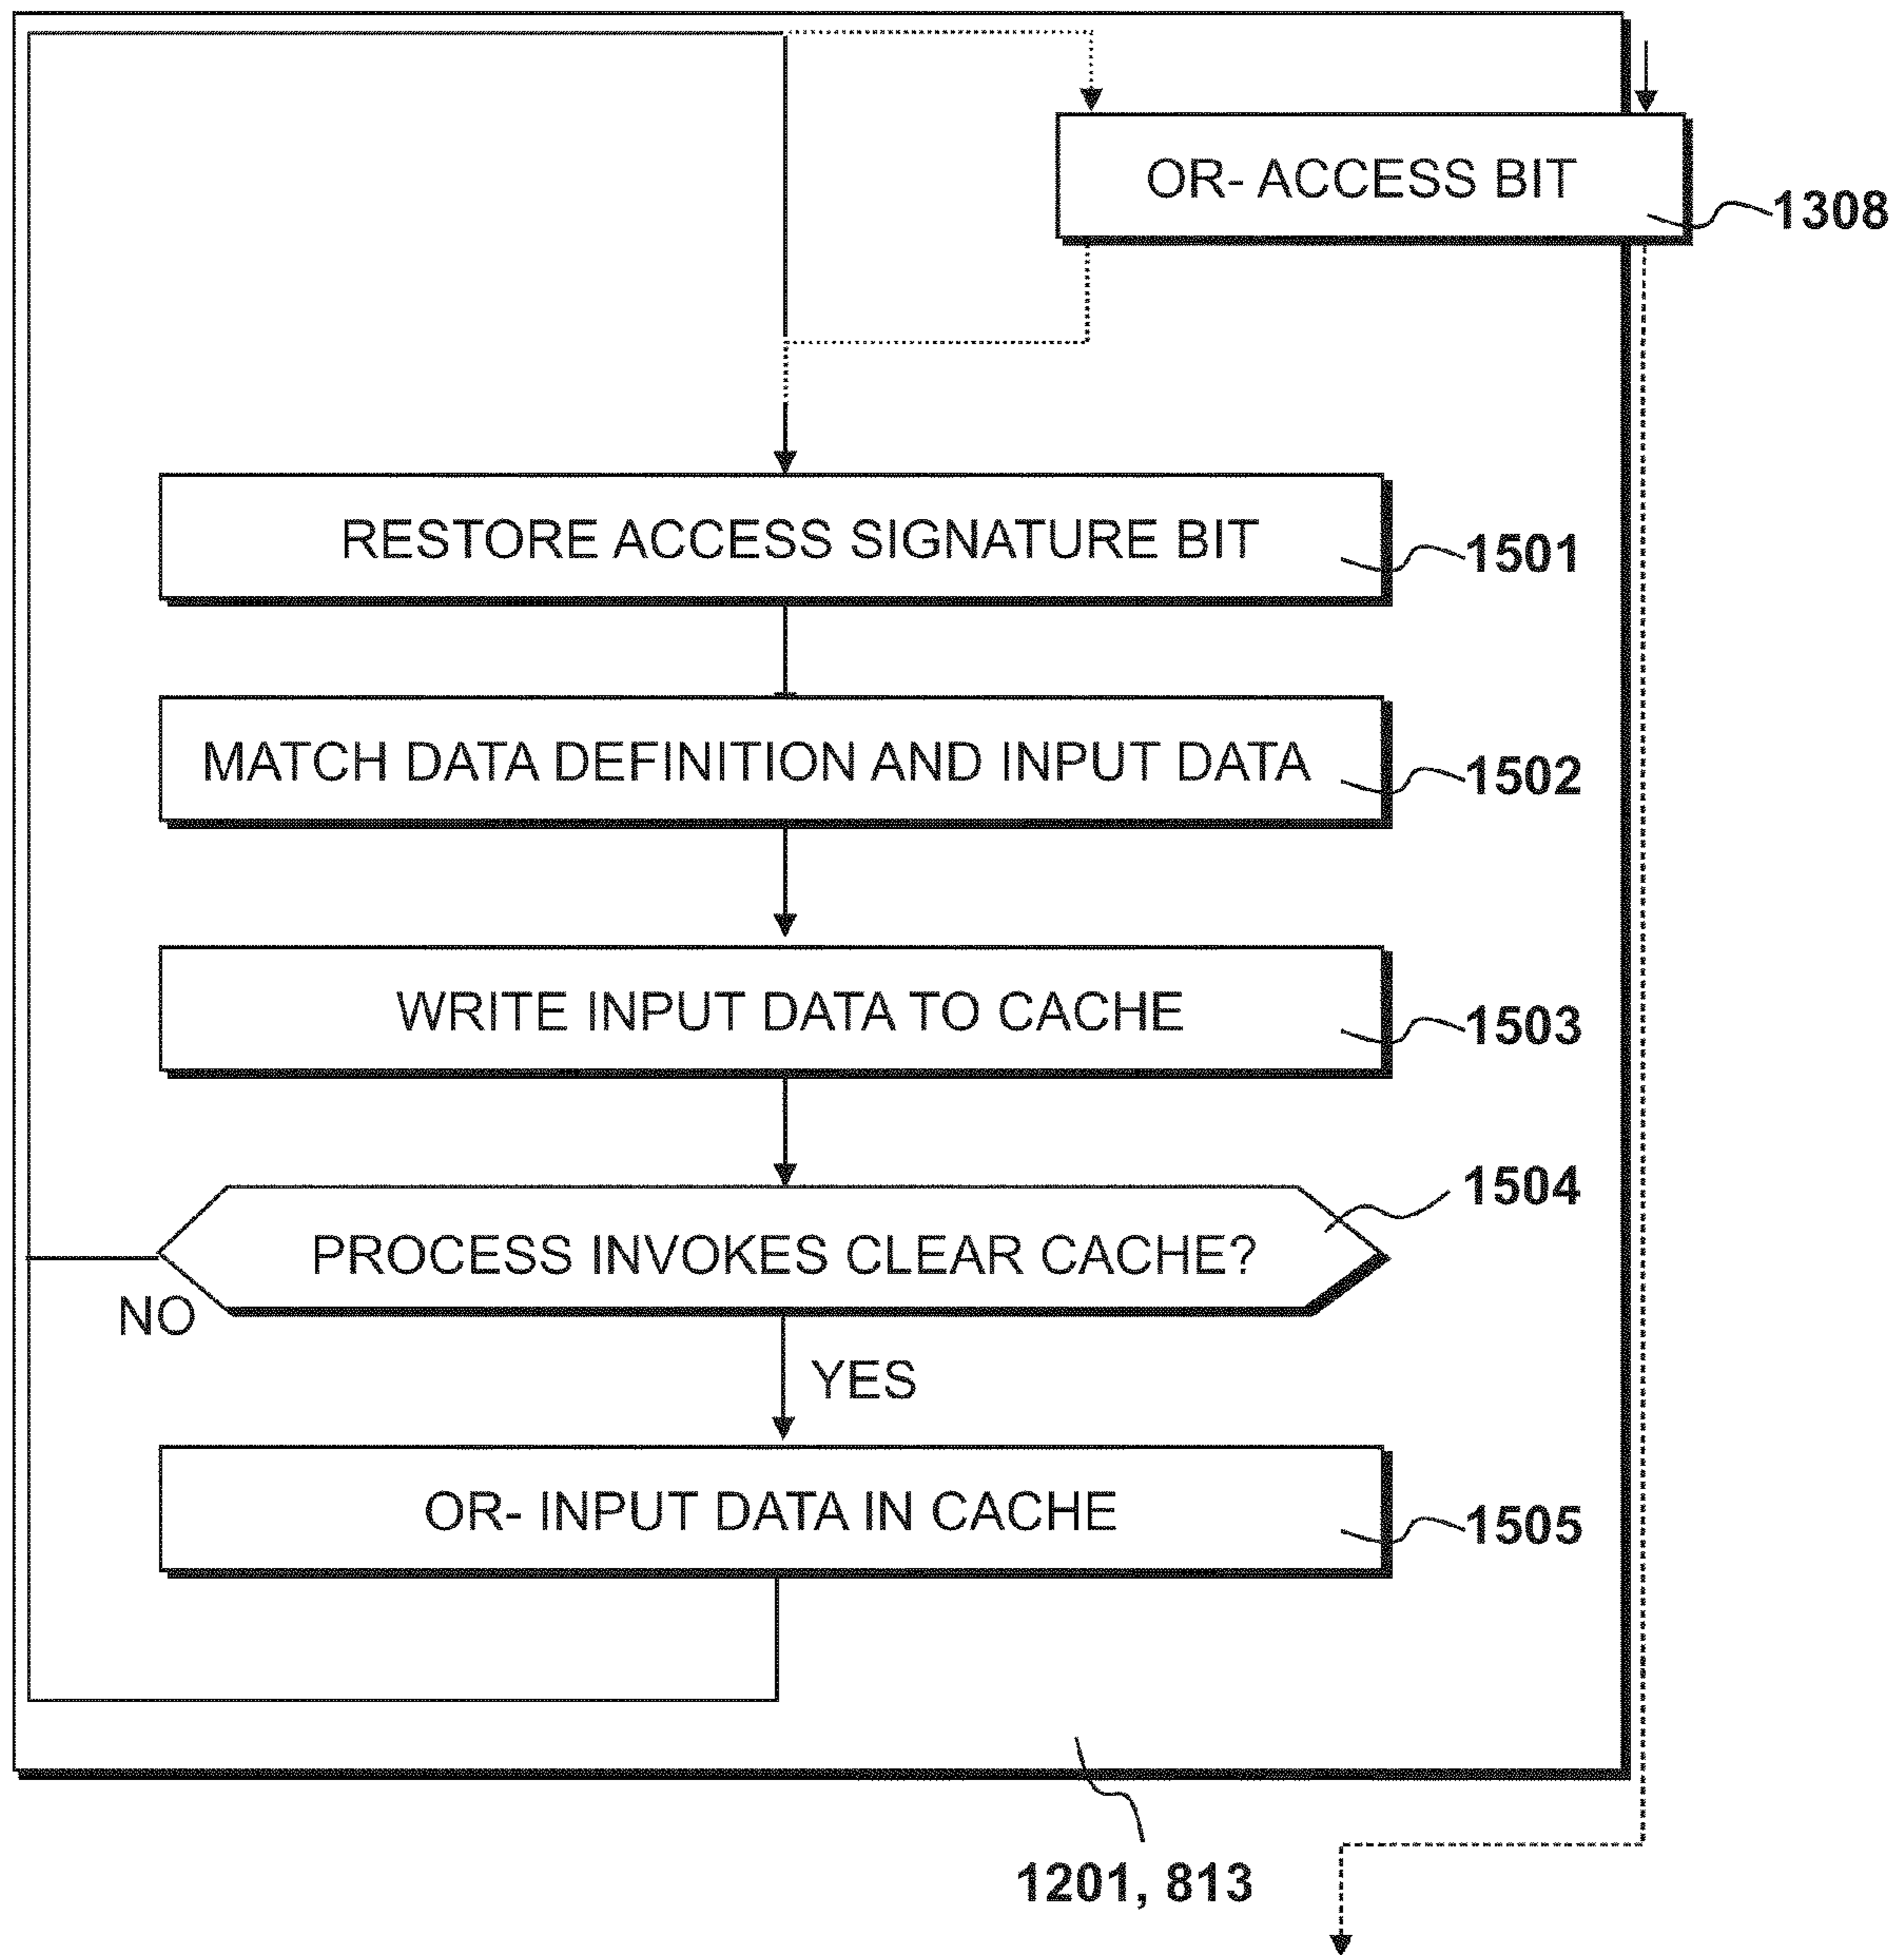 OR- ACCESS BIT
1308
RESTORE ACCESS SIGNATURE BIT
1501
MATCH DATA DEFINITION AND INPUT DATA
1502
WRITE INPUT DATA TO CACHE
1503
1504
PROCESS INVOKES CLEAR CACHE?
NO
YES
OR- INPUT DATA IN CACHE
1505
1201, 813